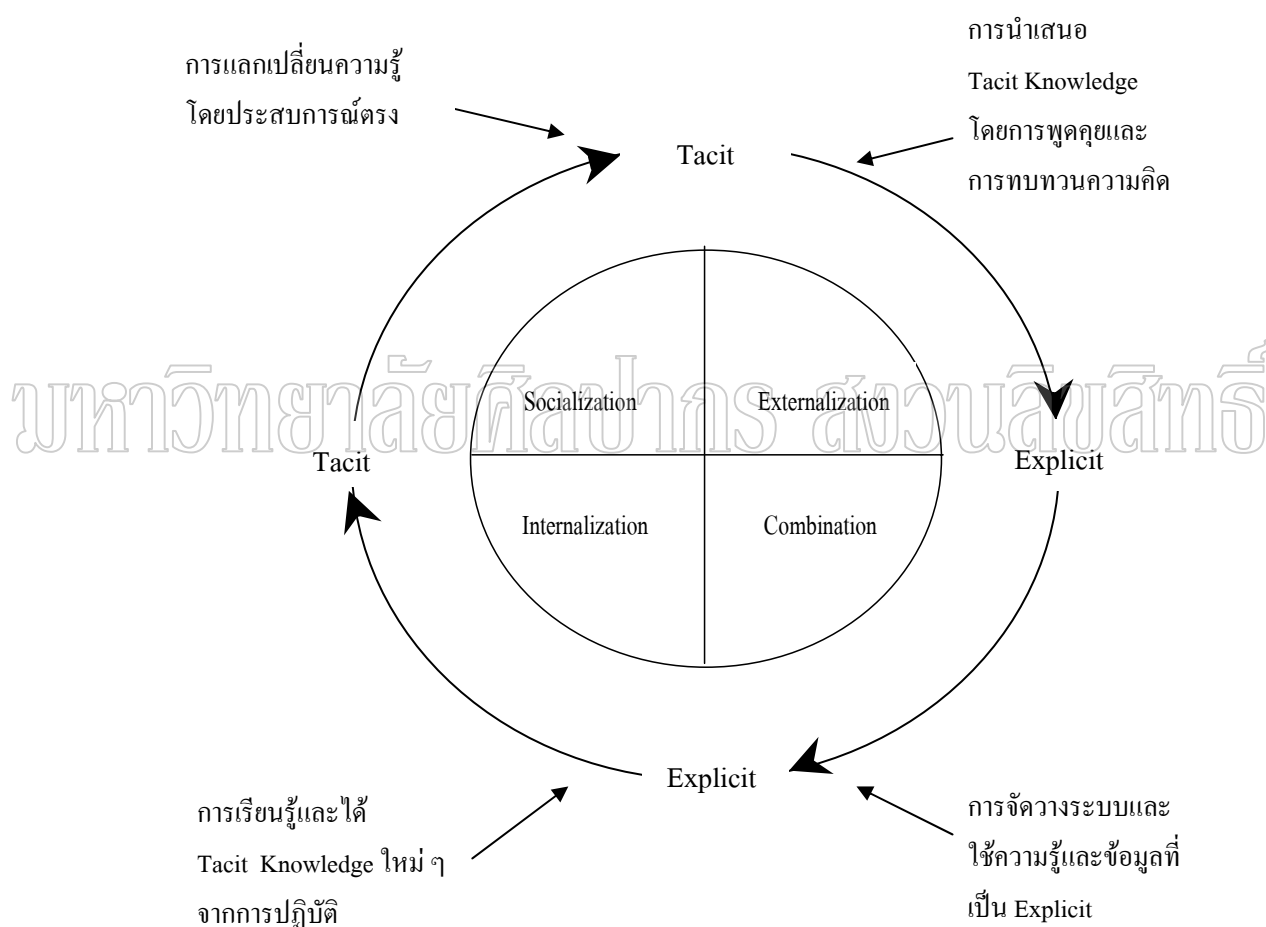 การแลกเปลี่ยนความรู้
โดยประสบการณ์ตรง
การนำเสนอ
Tacit Knowledge
โดยการพูดคุยและ
การทบทวนความคิด
Tacit
มหาวิทยาลัยศิลปากร สงวนลิขสิทธิ์
Socialization
Externalization
Tacit
Explicit
Internalization
Combination
Explicit
การเรียนรู้และได้
Tacit Knowledge ใหม่ ๆ
จากการปฏิบัติ
การจัดวางระบบและ
ใช้ความรู้และข้อมูลที่
เป็น Explicit